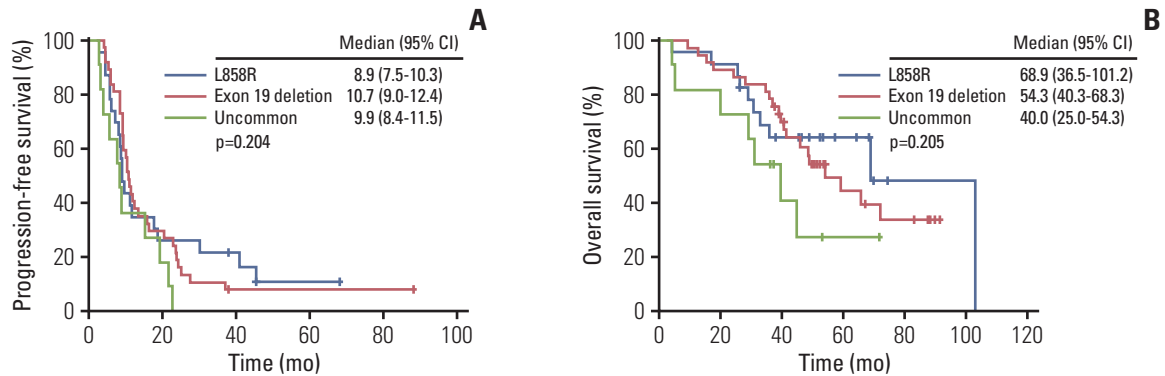 A
Progression-free survival (%)
100
80
60
40
20
0
Median (95% CI)
L858R 8.9 (7.5-10.3)
Exon 19 deletion 10.7 (9.0-12.4)
Uncommon 9.9 (8.4-11.5)
p=0.204
0 20 40 60 80 100
Time (mo)
B
Overall survival (%)
100
80
60
40
20
0
Median (95% CI)
L858R 68.9 (36.5-101.2)
Exon 19 deletion 54.3 (40.3-68.3)
Uncommon 40.0 (25.0-54.3)
p=0.205
0 20 40 60 80 100 120
Time (mo)